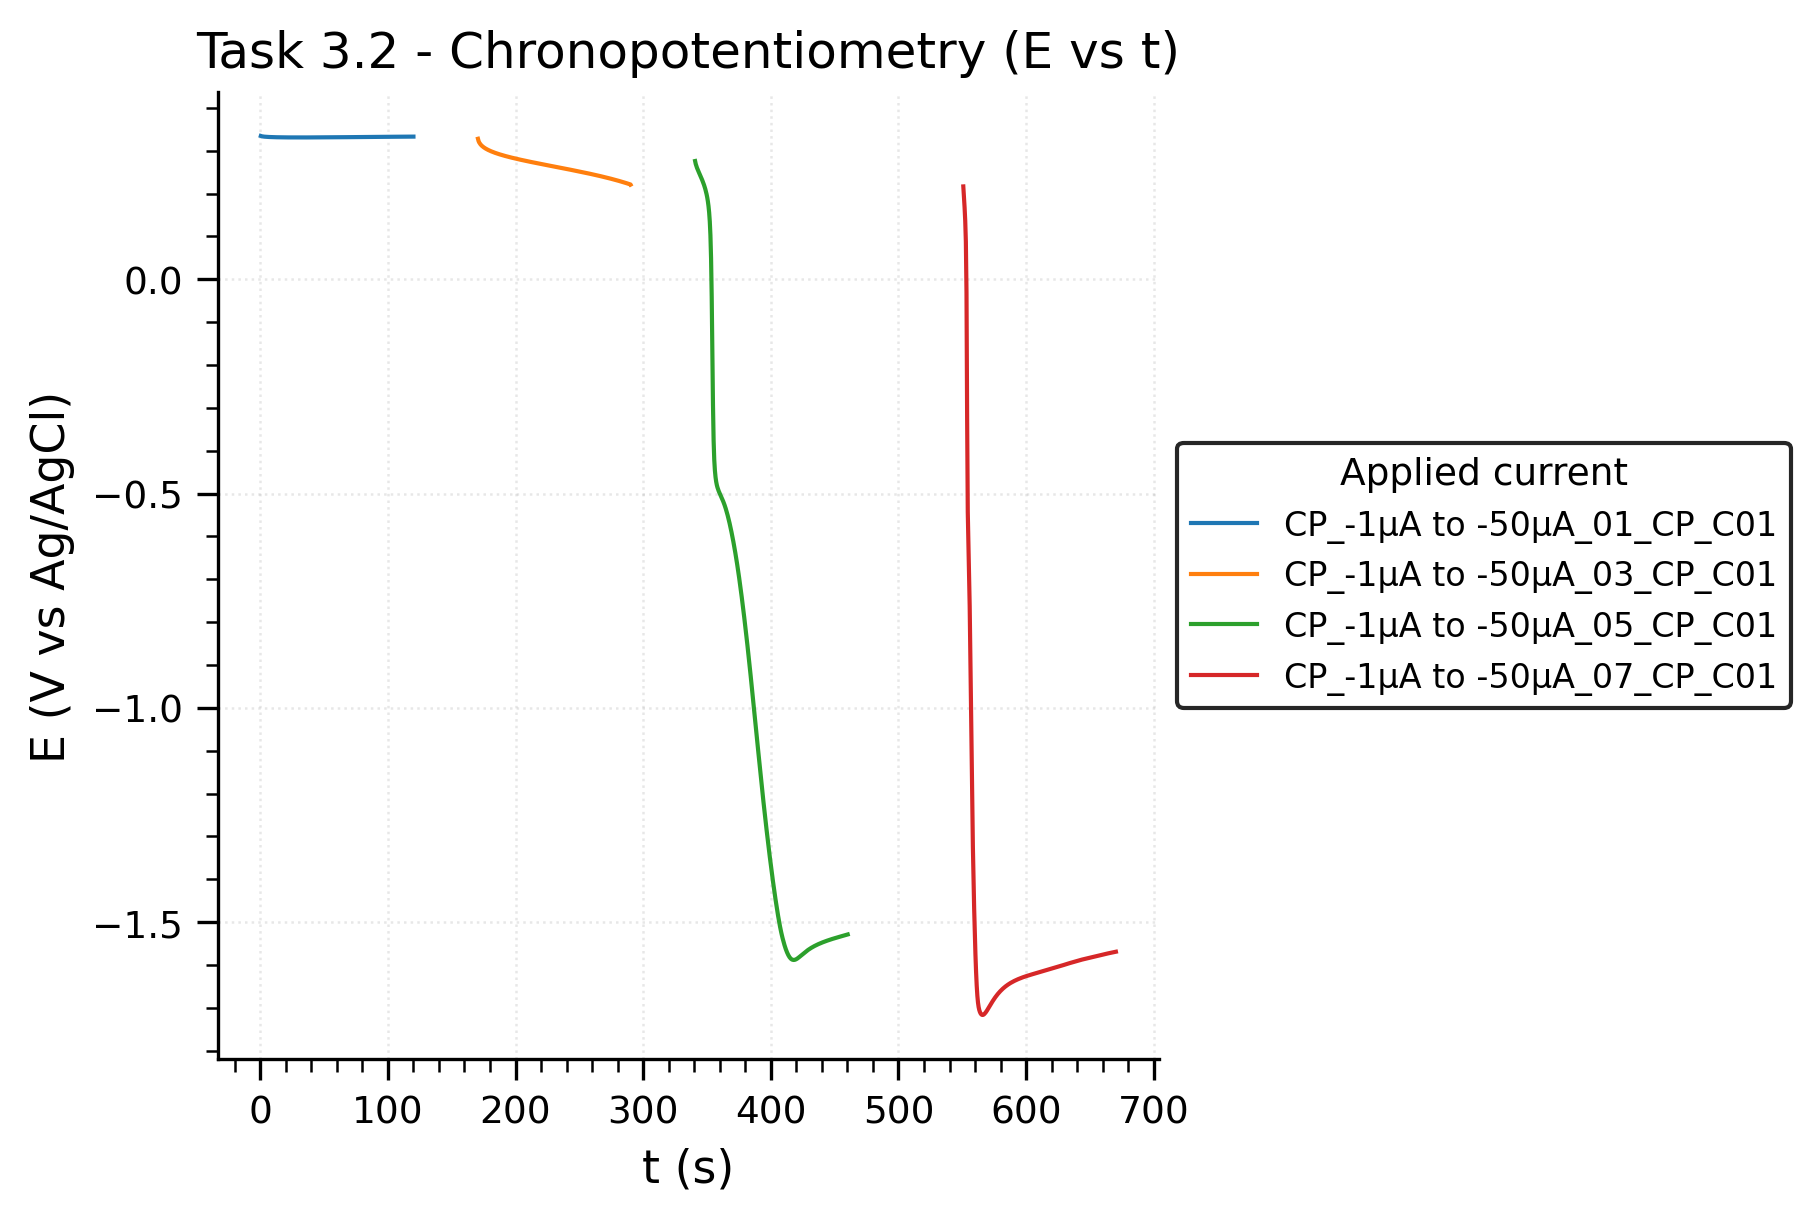 Task 3.2 - Chronopotentiometry (E vs t)
E (V vs Ag/AgCl)
0.0
−0.5
−1.0
−1.5
0 100 200 300 400 500 600 700
t (s)
Applied current
CP_-1µA to -50µA_01_CP_C01
CP_-1µA to -50µA_03_CP_C01
CP_-1µA to -50µA_05_CP_C01
CP_-1µA to -50µA_07_CP_C01